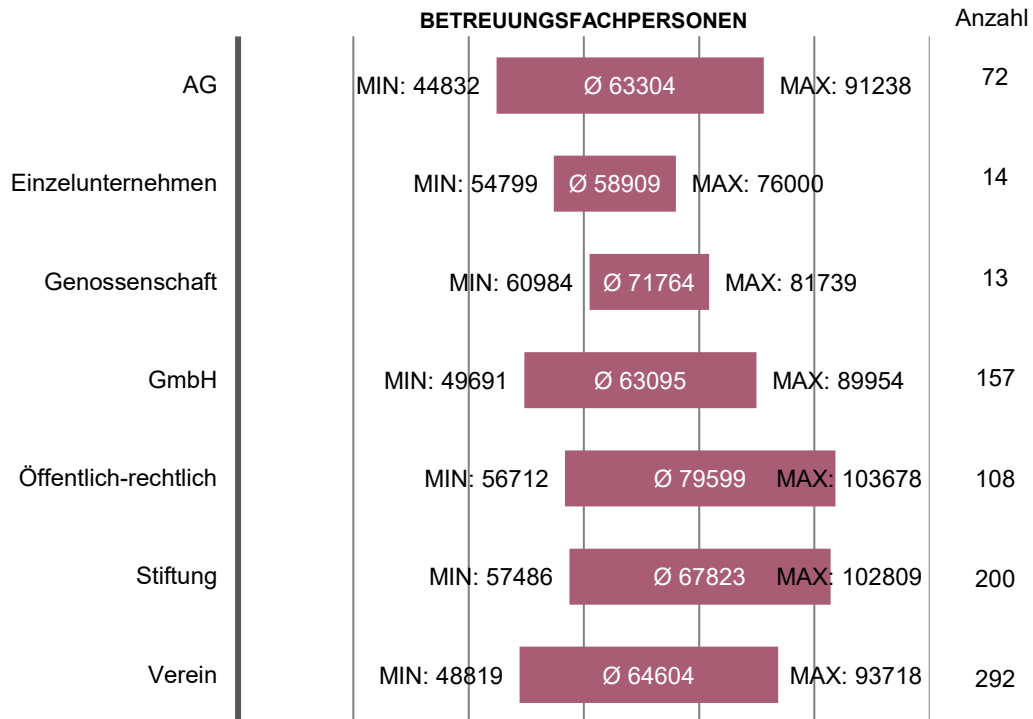 BETREUUNGSFACHPERSONEN Anzahl
AG MIN: 44832 Ø 63304 MAX: 91238 72
Einzelunternehmen MIN: 54799 Ø 58909 MAX: 76000 14
Genossenschaft MIN: 60984 Ø 71764 MAX: 81739 13
GmbH MIN: 49691 Ø 63095 MAX: 89954 157
Öffentlich-rechtlich MIN: 56712 Ø 79599 MAX: 103678 108
Stiftung MIN: 57486 Ø 67823 MAX: 102809 200
Verein MIN: 48819 Ø 64604 MAX: 93718 292